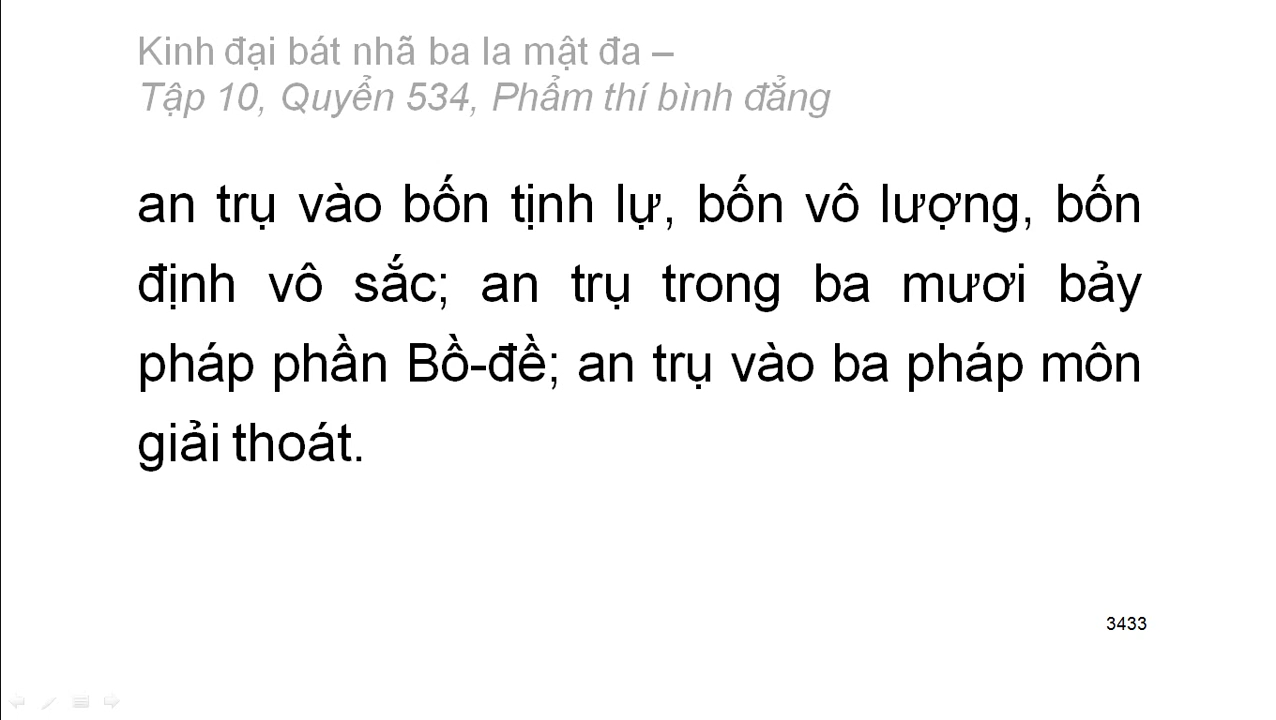 Kinh đại bát nhã ba la mật đa –
Tập 10, Quyển 534, Phẩm thí bình đẳng
an trụ vào bốn tịnh lự, bốn vô lượng, bốn
định vô sắc; an trụ trong ba mươi bảy
pháp phần Bồ-đề; an trụ vào ba pháp môn
giải thoát.
3433